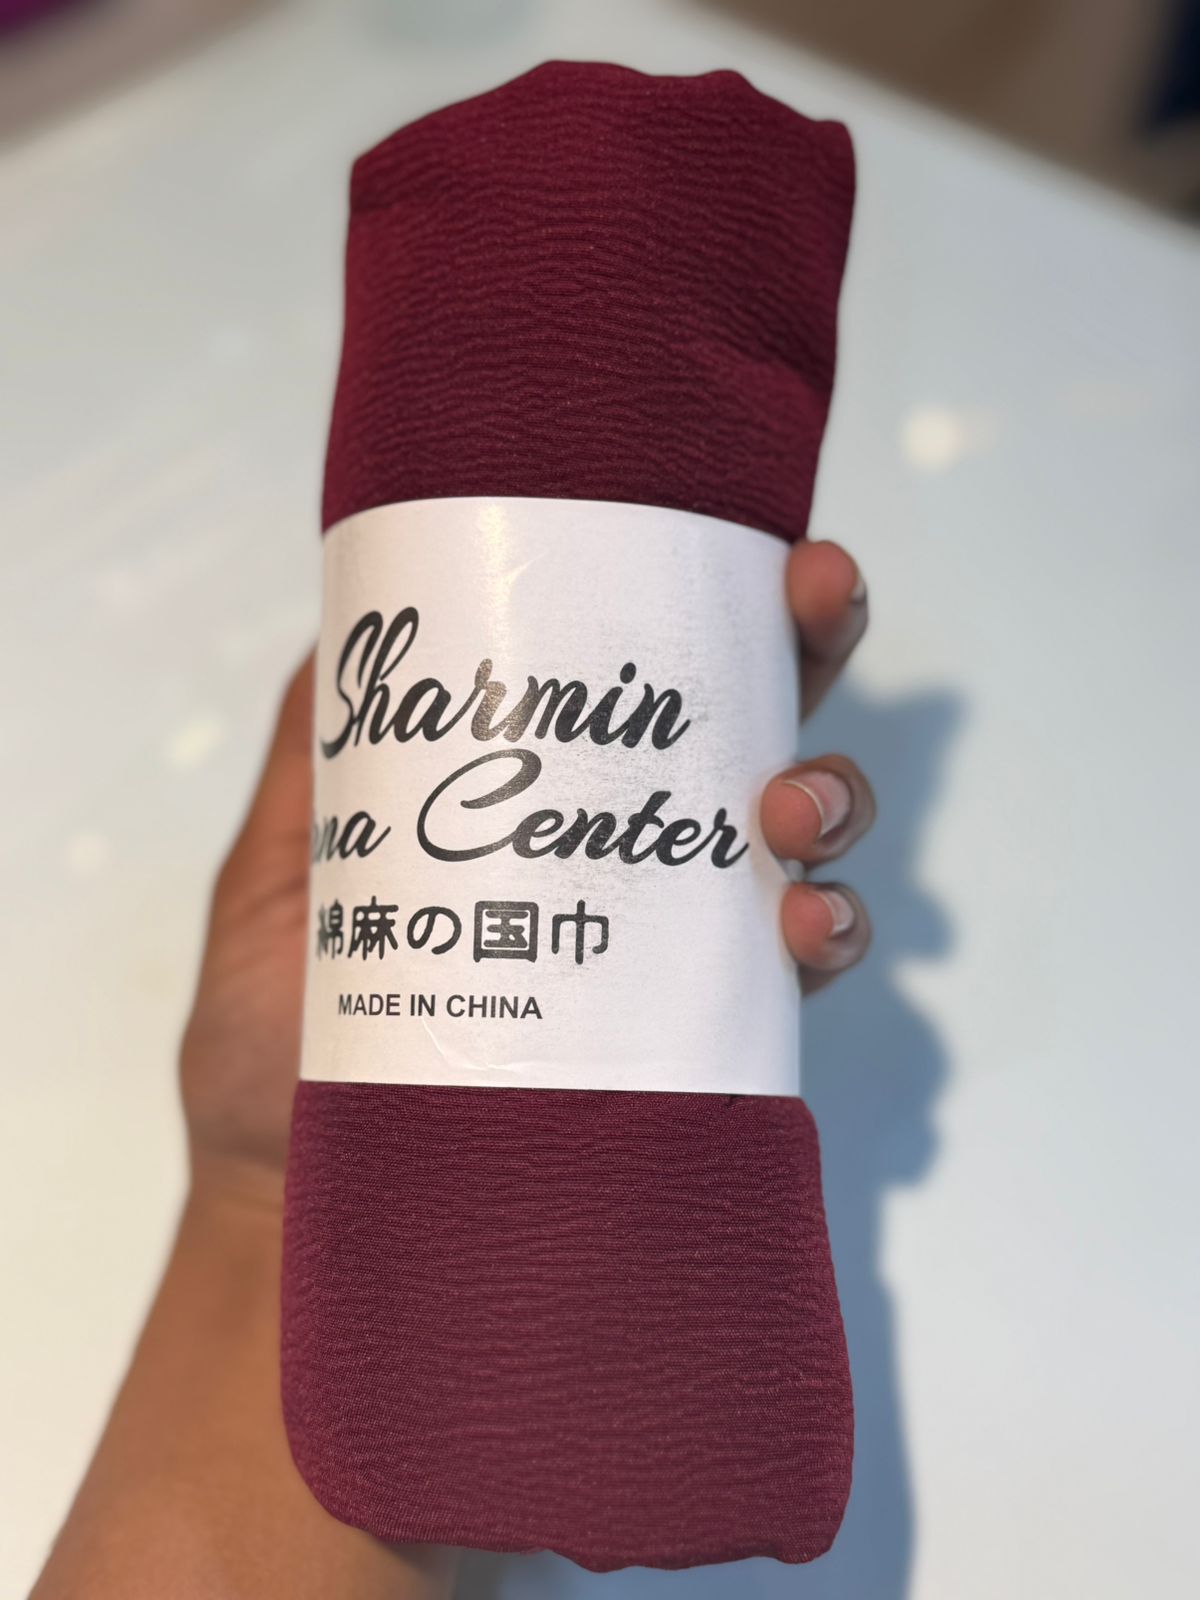 Sharmin
Center
綿麻の国巾
MADE IN CHINA